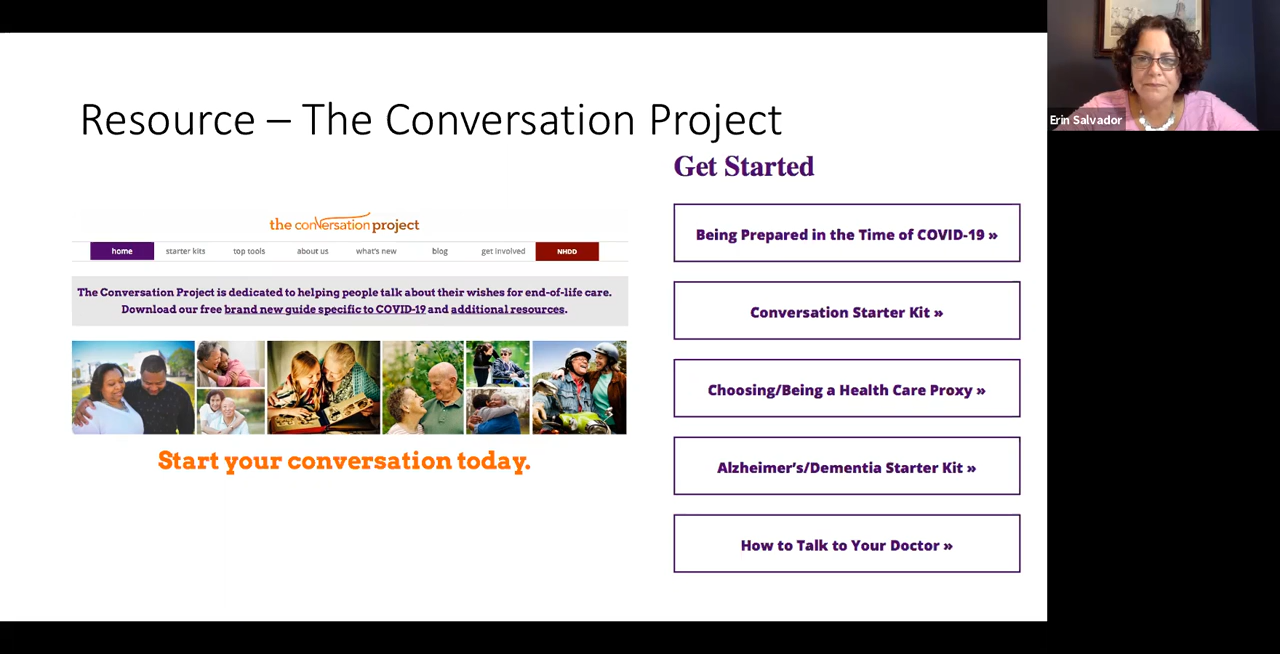 Resource – The Conversation Project
Get Started
the conversation project
home starter kits top tools about us what's new blog get involved NHDD
The Conversation Project is dedicated to helping people talk about their wishes for end-of-life care.
Download our free brand new guide specific to COVID-19 and additional resources.
Start your conversation today.
Being Prepared in the Time of COVID-19 »
Conversation Starter Kit »
Choosing/Being a Health Care Proxy »
Alzheimer's/Dementia Starter Kit »
How to Talk to Your Doctor »
Erin Salvador